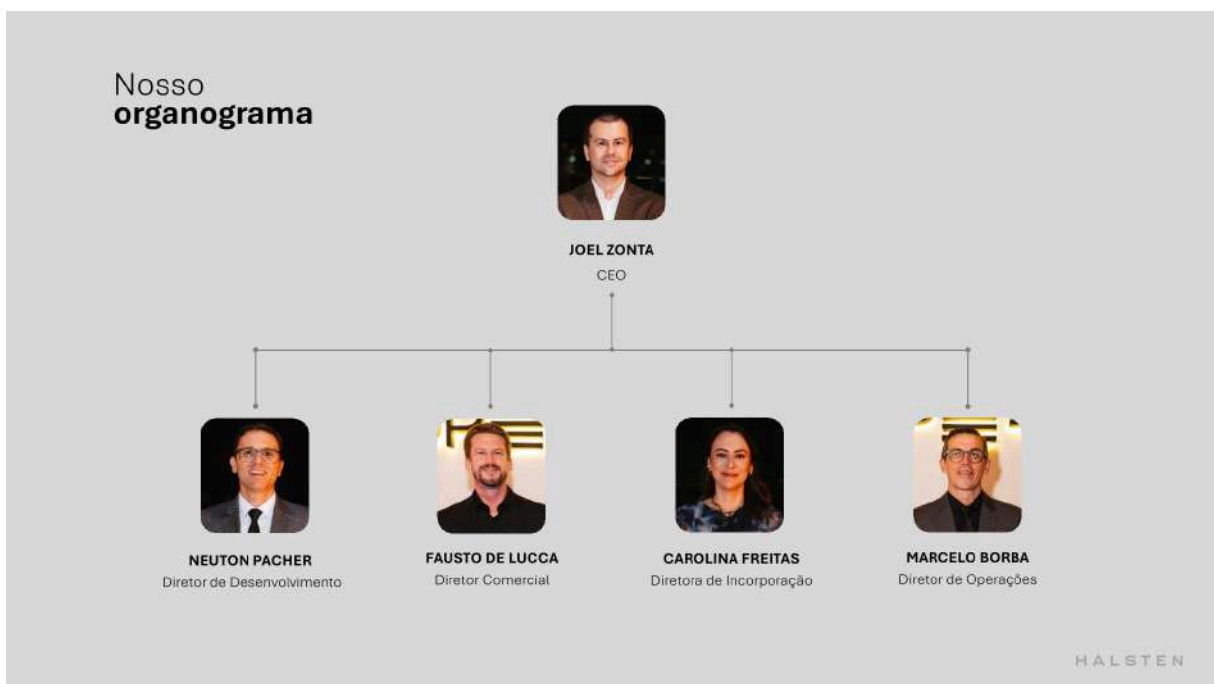 Nosso
organograma
JOEL ZONTA
CEO
NEUTON PACHER
Diretor de Desenvolvimento
FAUSTO DE LUCCA
Diretor Comercial
CAROLINA FREITAS
Diretora de Incorporação
MARCELO BORBA
Diretor de Operações
HALSTEN